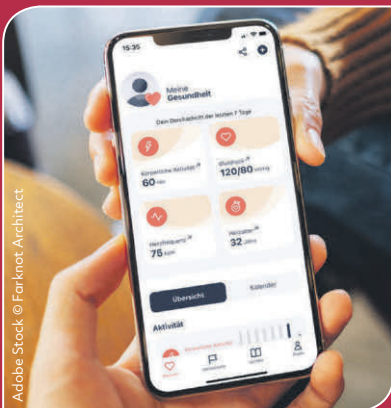 15:35
Meine
Gesundheit
Dein Durchschnitt der letzten 7 Tage
Körperliche Aktivität
60
Blutdruck
120/80 mmHg
Herzfrequenz
75 bpm
Herzalter
32 Jahre
Übersicht
Kalender
Aktivität
Adobe Stock © Farknot Architect